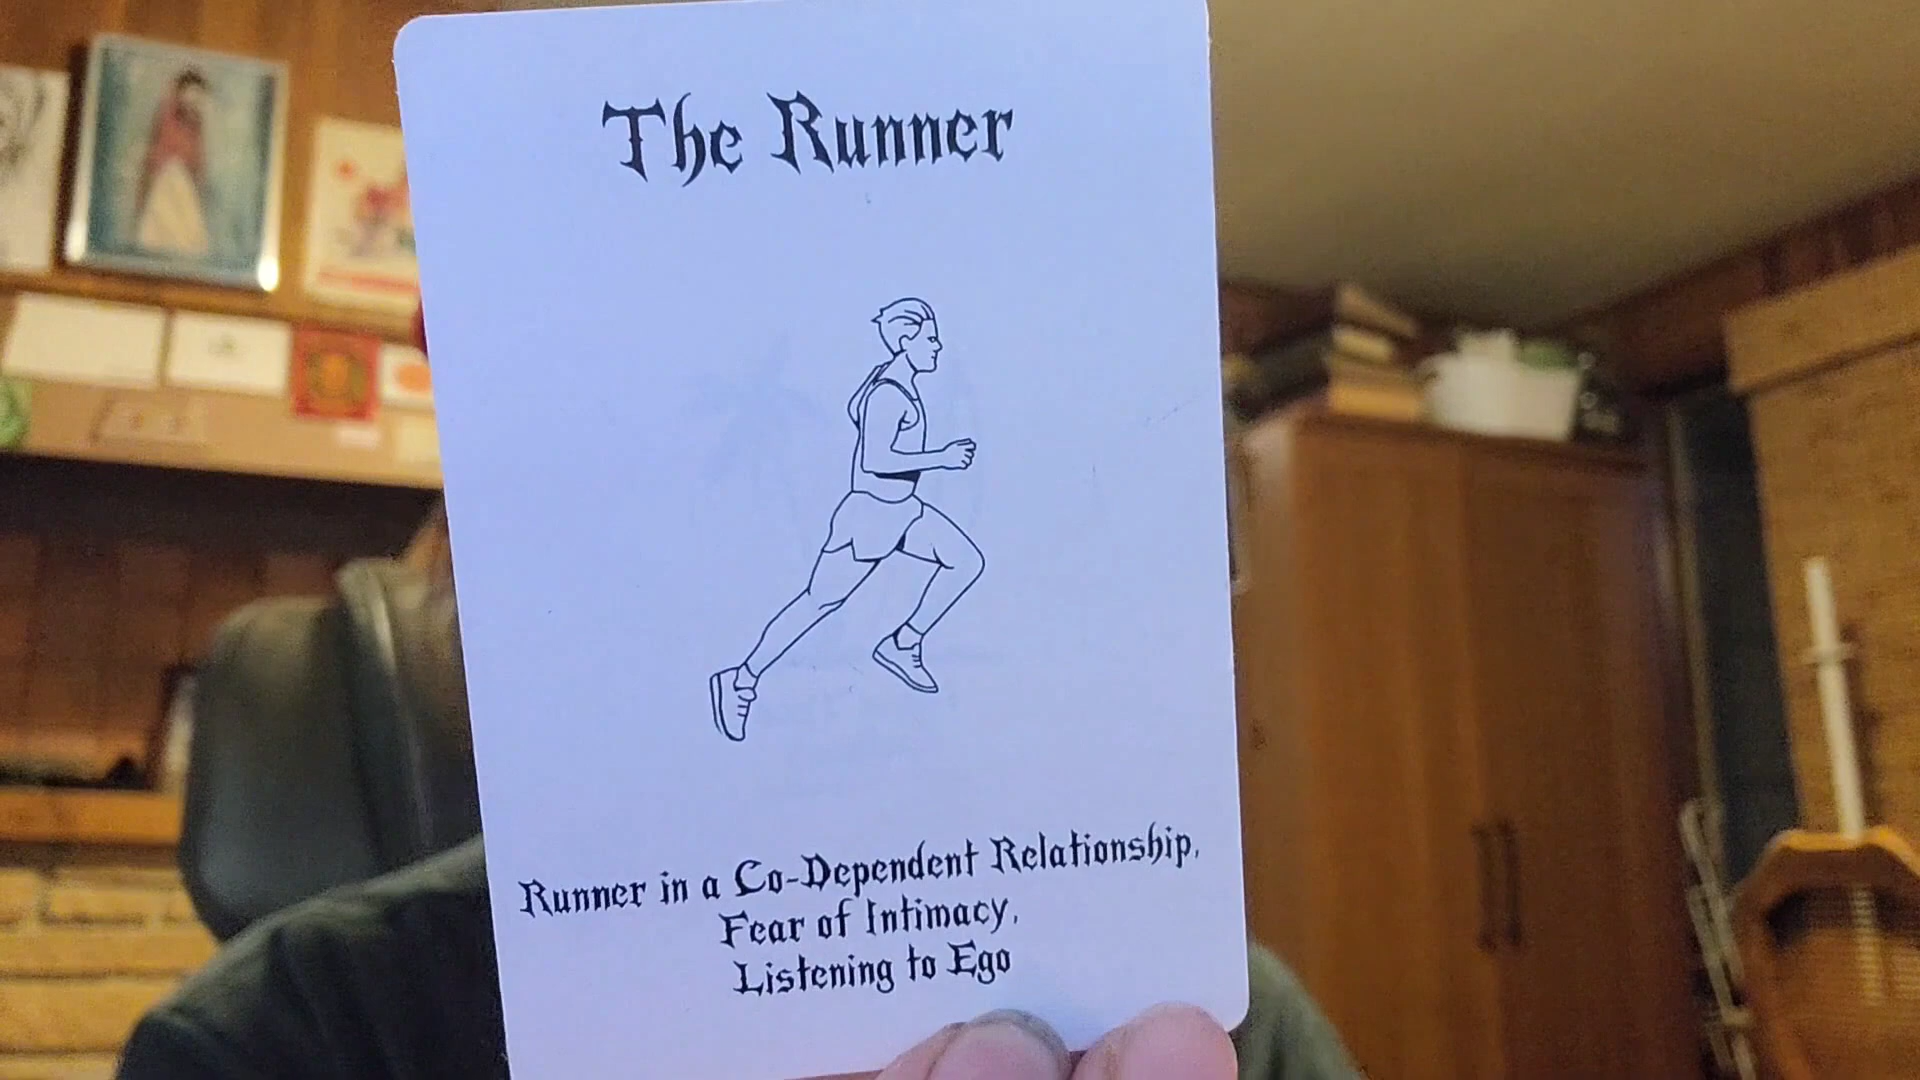 The Runner
Runner in a Co-Dependent Relationship,
Fear of Intimacy,
Listening to Ego